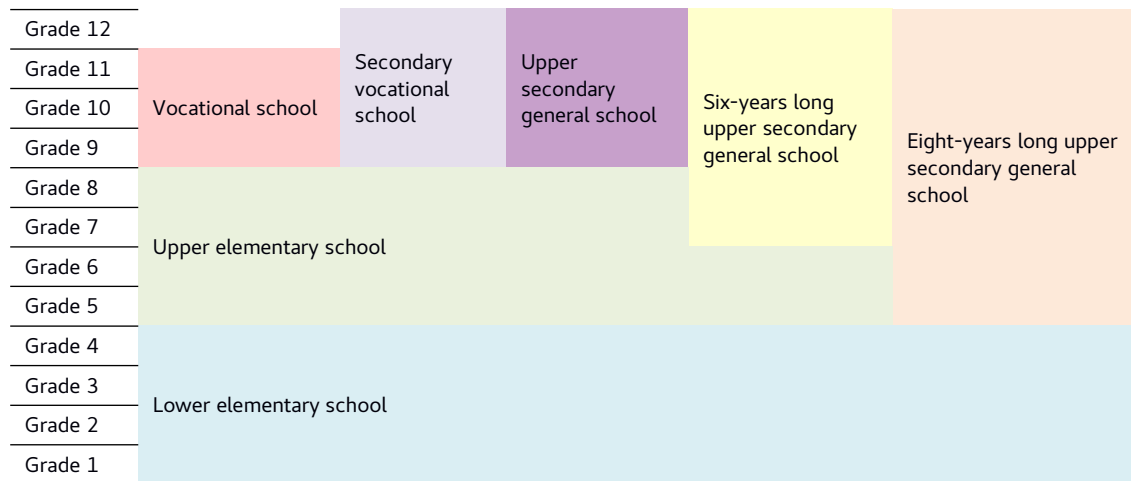 Grade 12
Grade 11
Grade 10
Grade 9
Grade 8
Grade 7
Grade 6
Grade 5
Grade 4
Grade 3
Grade 2
Grade 1
Vocational school
Secondary
vocational
school
Upper
secondary
general school
Six-years long
upper secondary
general school
Eight-years long upper
secondary general
school
Upper elementary school
Lower elementary school